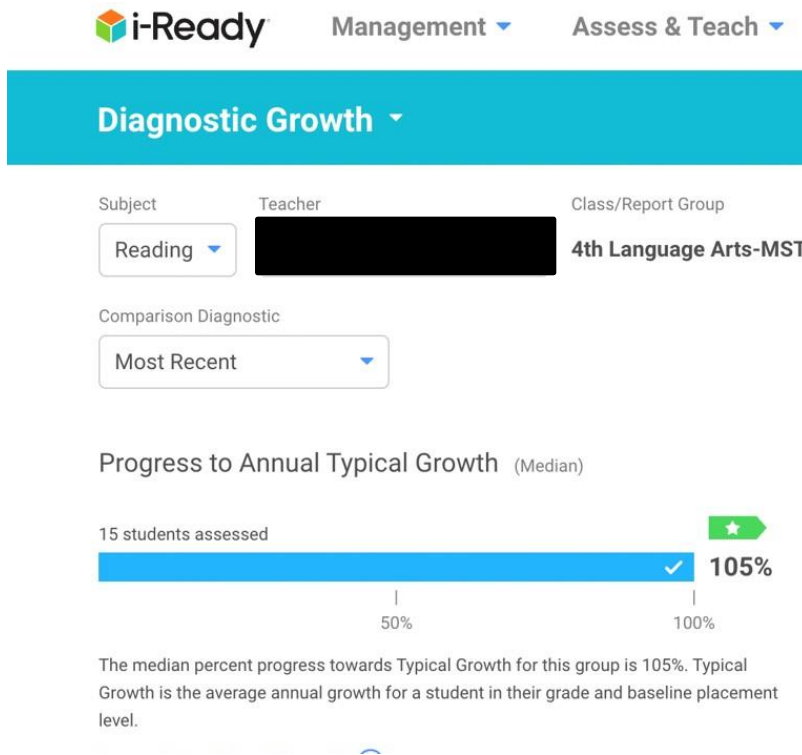 i-Ready Management Assess & Teach
Diagnostic Growth
Subject Teacher Class/Report Group
Reading 4th Language Arts-MST
Comparison Diagnostic
Most Recent
Progress to Annual Typical Growth (Median)
15 students assessed
105%
50% 100%
The median percent progress towards Typical Growth for this group is 105%. Typical
Growth is the average annual growth for a student in their grade and baseline placement
level.